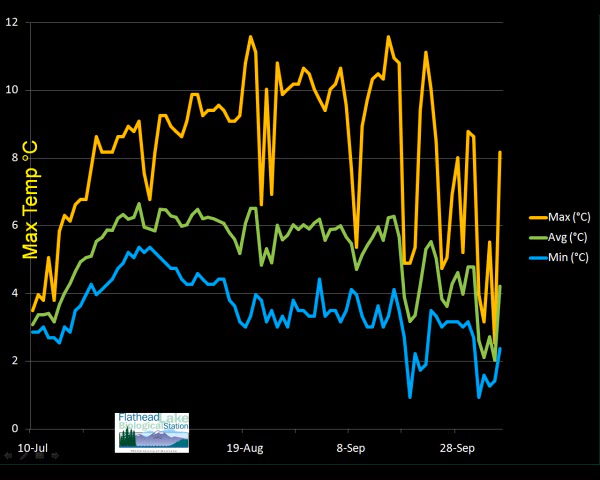 12
10
8
6
4
2
0
Max Temp °C
Max (°C)
Avg (°C)
Min (°C)
Flathead Lake
Biological Station
10-Jul
19-Aug
8-Sep
28-Sep